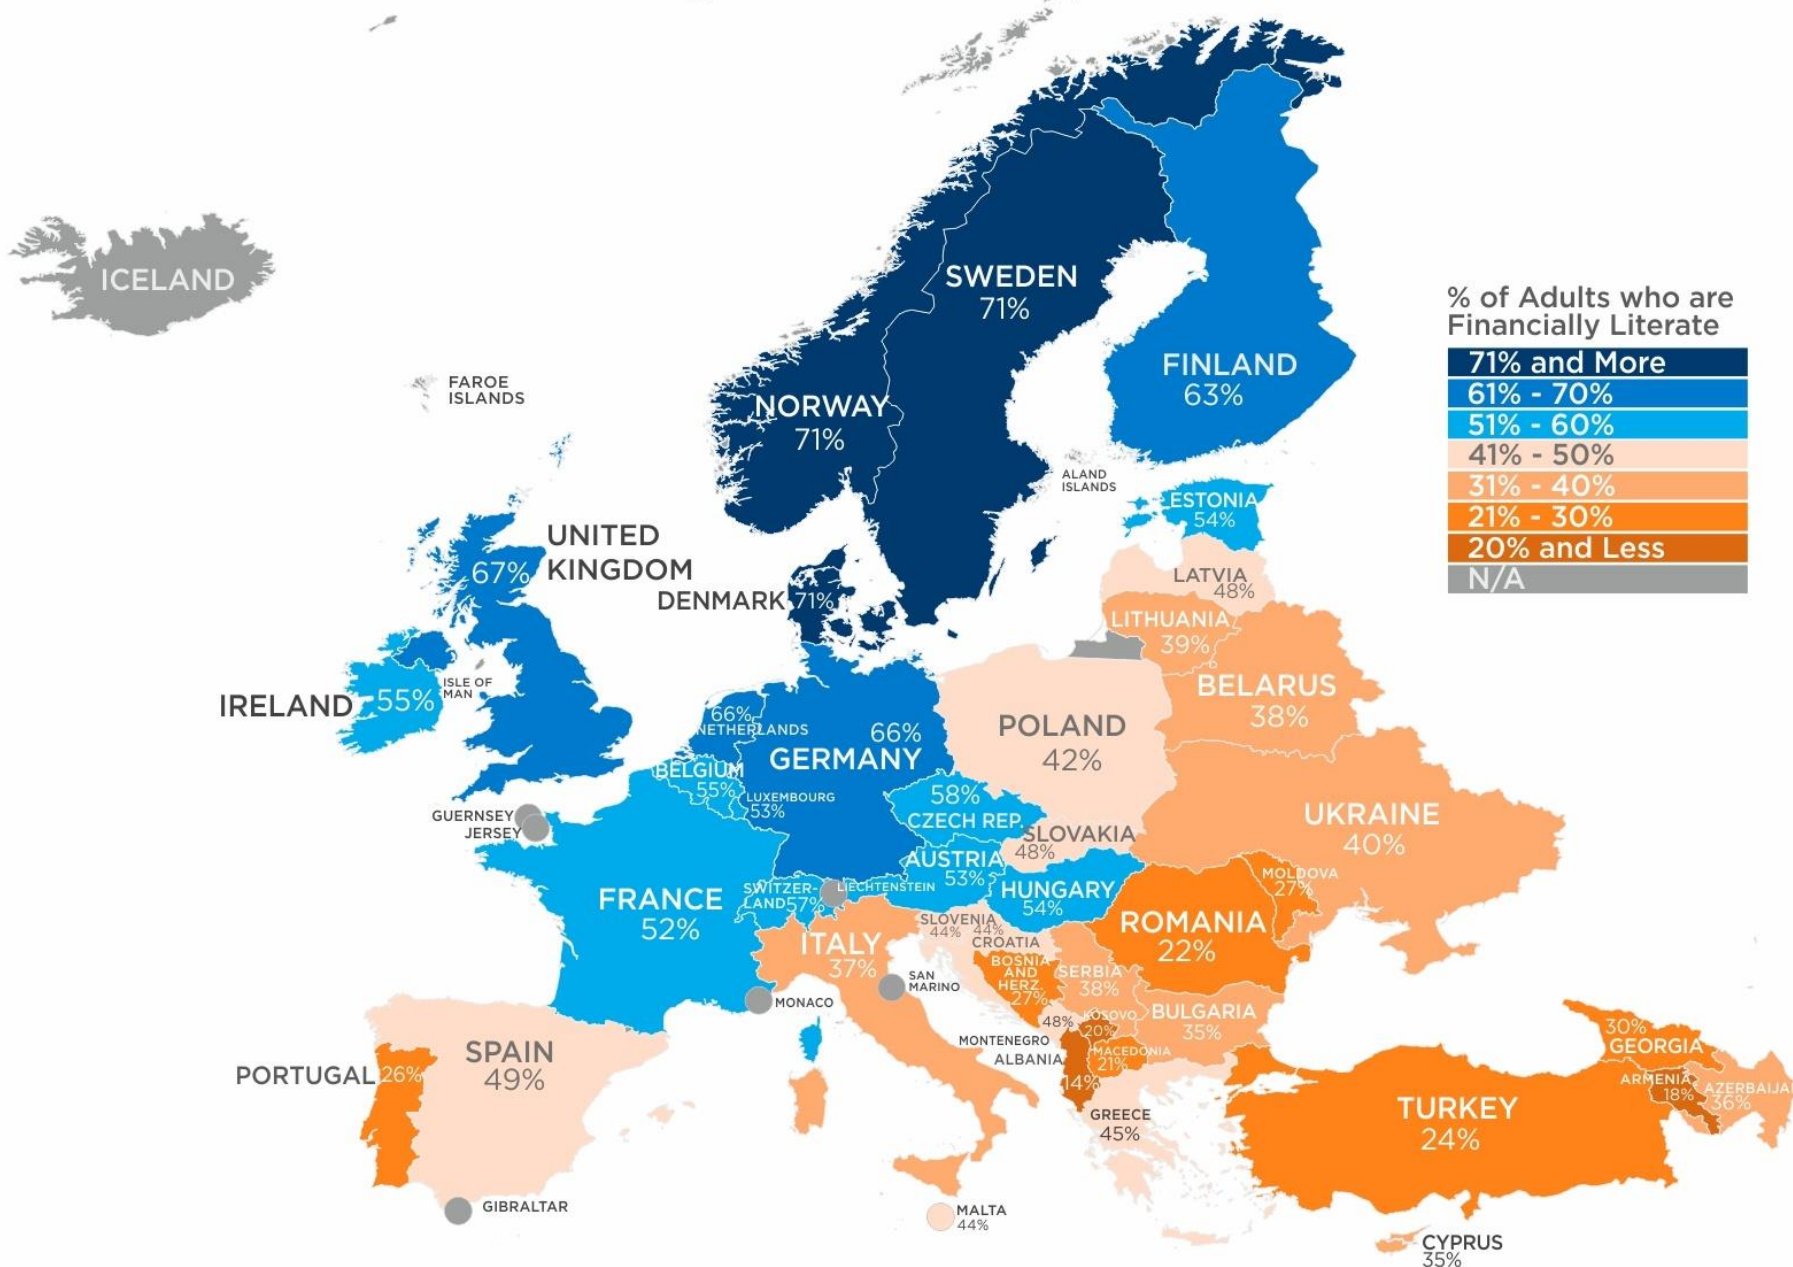 ICELAND
FAROE
ISLANDS
SWEDEN
71%
NORWAY
71%
FINLAND
63%
ALAND
ISLANDS
% of Adults who are
Financially Literate
71% and More
61% - 70%
51% - 60%
41% - 50%
31% - 40%
21% - 30%
20% and Less
N/A
ESTONIA
54%
LATVIA
48%
LITHUANIA
39%
BELARUS
38%
UNITED
KINGDOM
67%
DENMARK
71%
IRELAND
55%
ISLE OF
MAN
66%
NETHERLANDS
66%
GERMANY
POLAND
42%
BELGIUM
55%
LUXEMBOURG
53%
58%
CZECH REP.
SLOVAKIA
48%
UKRAINE
40%
GUERNSEY
JERSEY
FRANCE
52%
SWITZER-
LAND 57%
LIECHTENSTEIN
AUSTRIA
53%
HUNGARY
54%
MOLDOVA
27%
ROMANIA
22%
SLOVENIA
44%
44%
CROATIA
ITALY
37%
SAN
MARINO
MONACO
BOSNIA
AND
HERZ.
27%
SERBIA
38%
BULGARIA
35%
48%
MONTENEGRO
KOSOVO
20%
ALBANIA
14%
MACEDONIA
21%
GREECE
45%
PORTUGAL
26%
SPAIN
49%
GIBRALTAR
MALTA
44%
30%
GEORGIA
ARMENIA
18%
AZERBAIJA
36%
TURKEY
24%
CYPRUS
35%